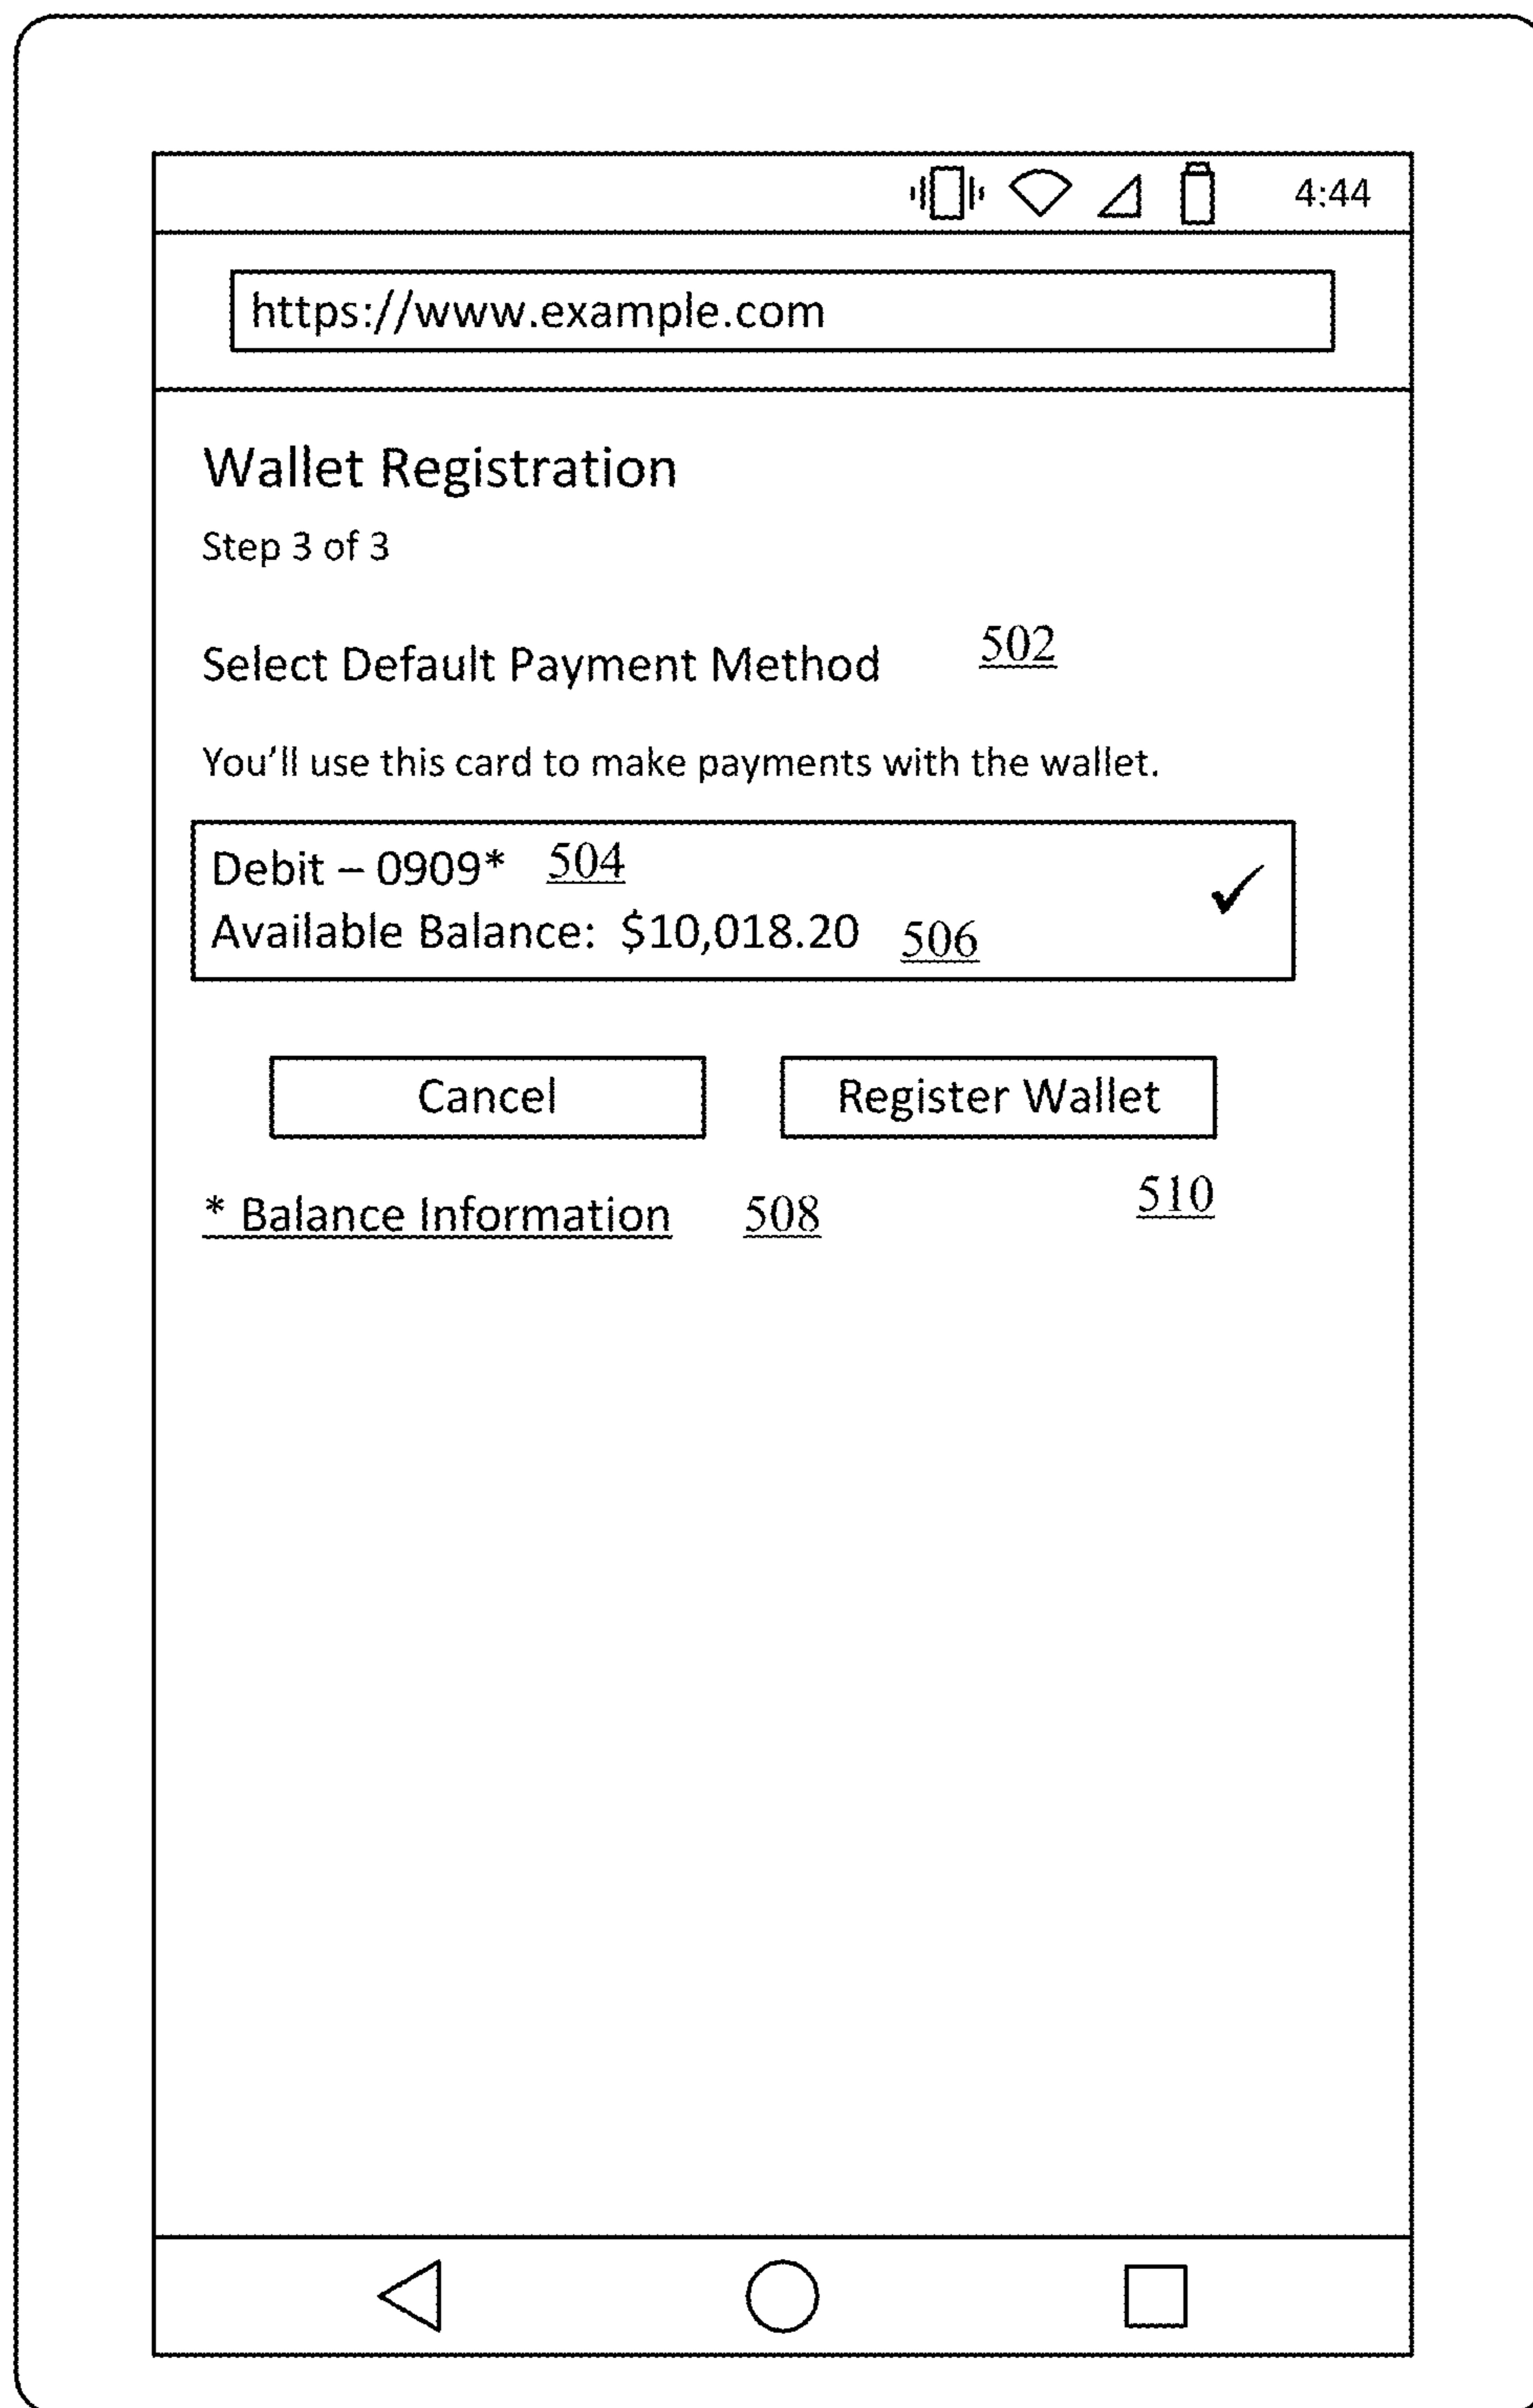 4:44
https://www.example.com
Wallet Registration
Step 3 of 3
Select Default Payment Method 502
You'll use this card to make payments with the wallet.
Debit – 0909* 504
Available Balance: $10,018.20 506
Cancel Register Wallet
* Balance Information 508 510